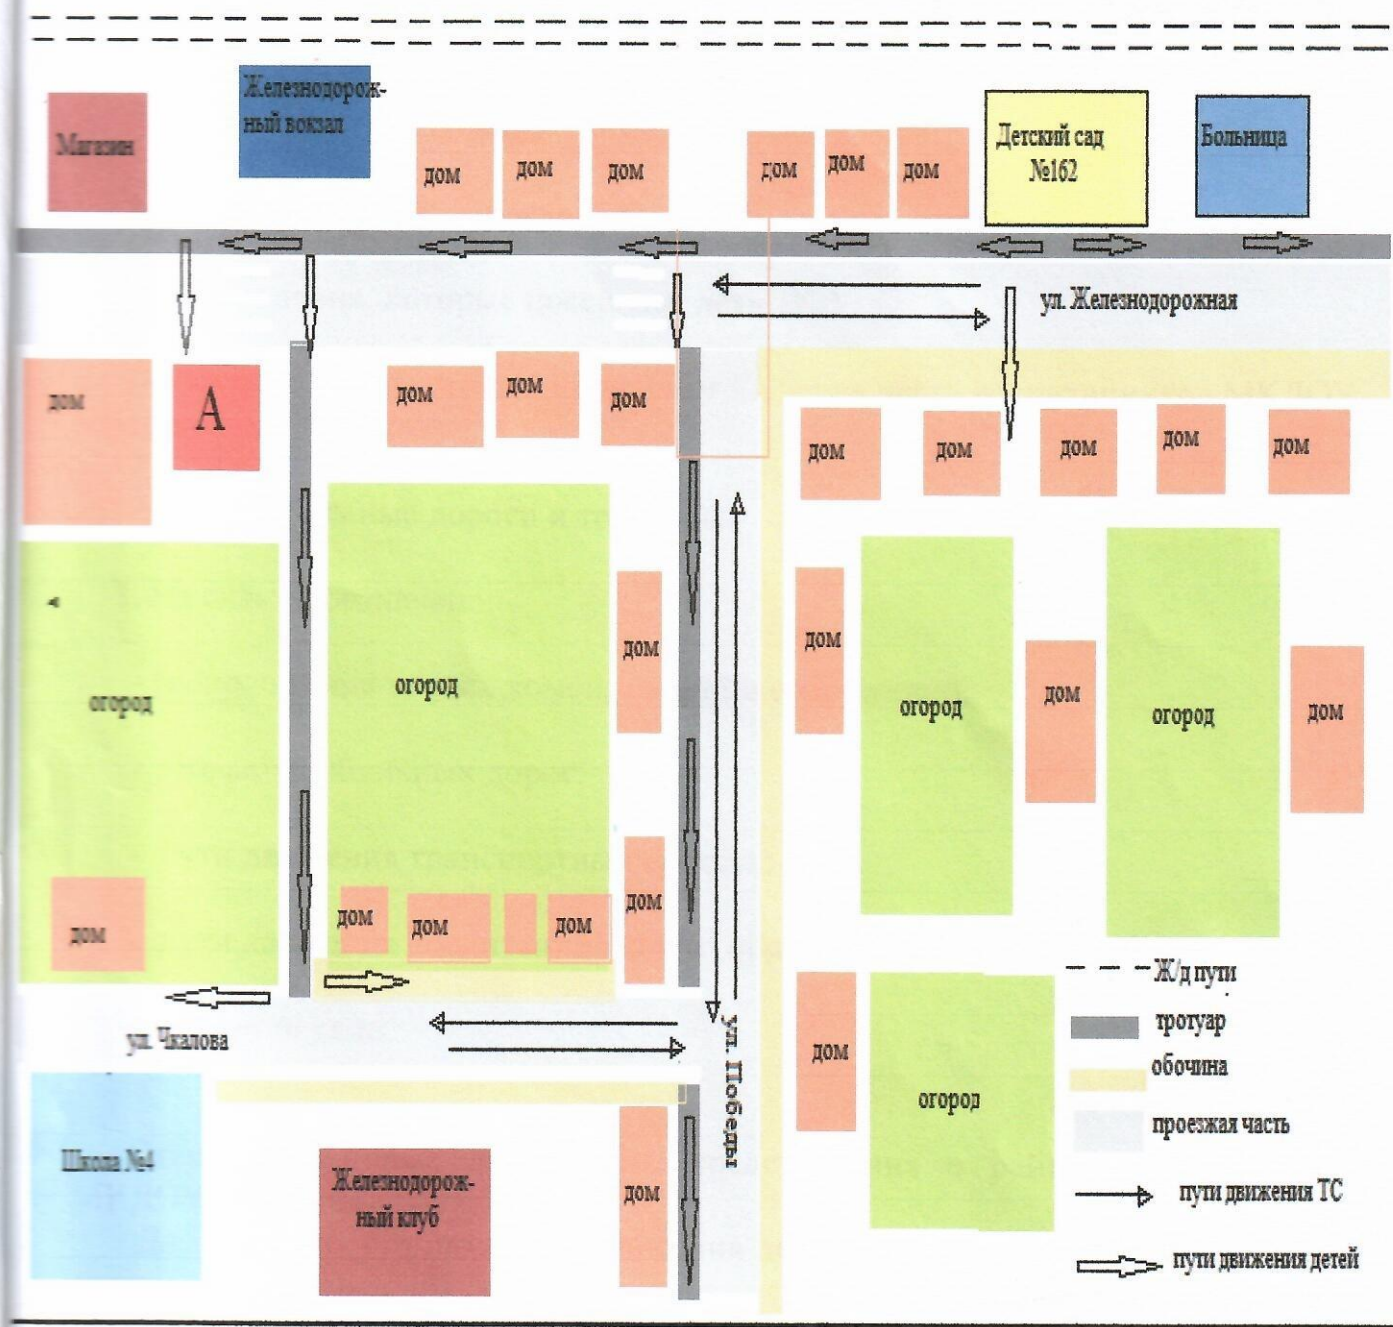 Магазин
Железнодорож-
ный вокзал
дом
дом
дом
дом
дом
дом
Детский сад
№162
Больница
ул. Железнодорожная
дом
А
дом
дом
дом
дом
дом
дом
дом
дом
огород
огород
дом
дом
огород
дом
огород
дом
дом
дом
дом
дом
дом
ул. Чкалова
ул. Победы
дом
огород
Школа №4
Железнодорож-
ный клуб
дом
Ж/д пути
тротуар
обочина
проезжая часть
пути движения ТС
пути движения детей